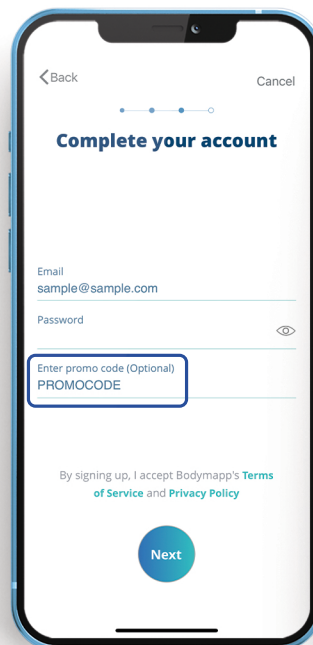 Back
Cancel
Complete your account
Email
sample@sample.com
Password
Enter promo code (Optional)
PROMOCODE
By signing up, I accept Bodymapp's Terms
of Service and Privacy Policy
Next